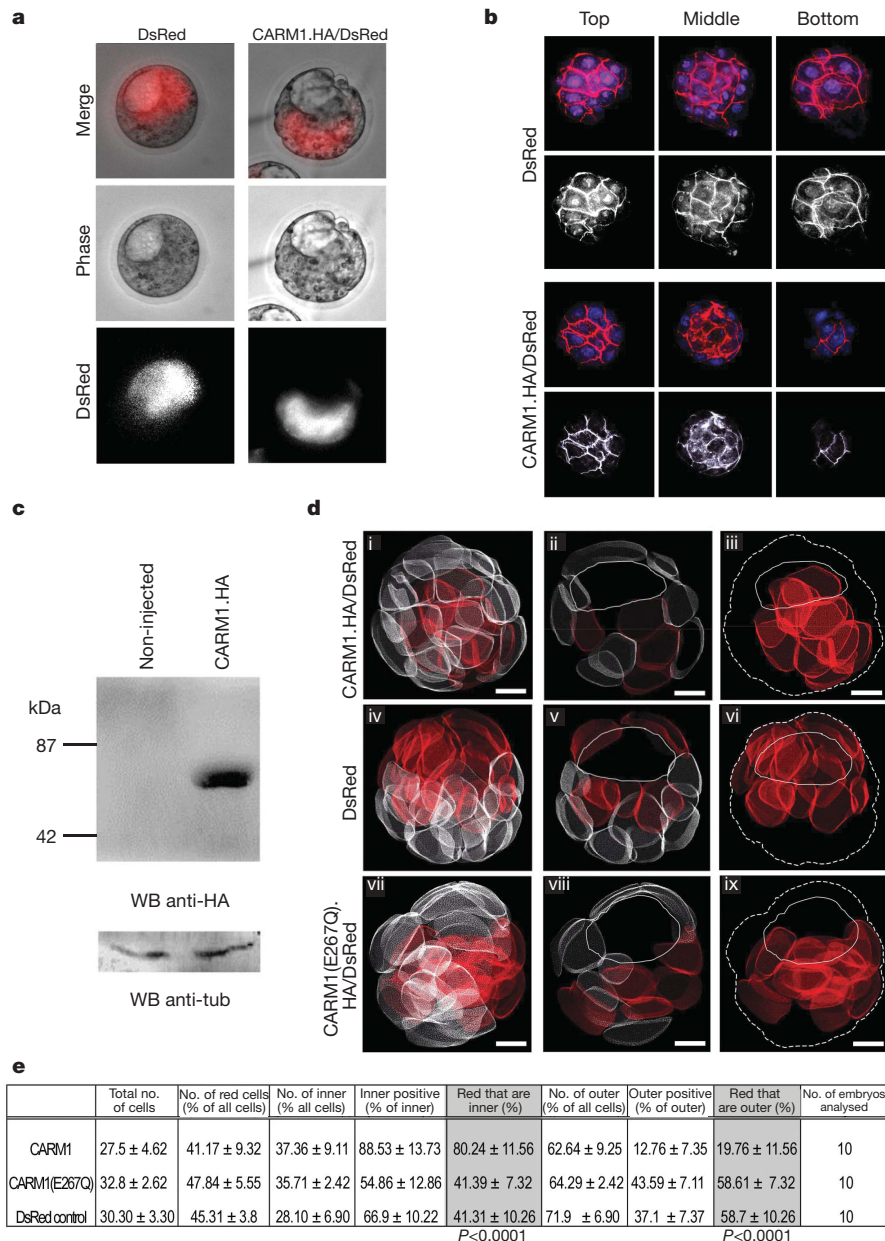 a
DsRed
CARM1.HA/DsRed
Merge
Phase
DsRed
b
Top
Middle
Bottom
DsRed
CARM1.HA/DsRed
c
Non-injected
CARM1.HA
kDa
87
42
WB anti-HA
WB anti-tub
d
CARM1.HA/DsRed
i
ii
iii
DsRed
iv
v
vi
CARM1(E267Q).
HA/DsRed
vii
viii
ix
e
Total no.
of cells
No. of red cells
(% of all cells)
No. of inner
(% all cells)
Inner positive
(% of inner)
Red that are
inner (%)
No. of outer
(% of all cells)
Outer positive
(% of outer)
Red that
are outer (%)
No. of embryos
analysed
CARM1 27.5 ± 4.62 41.17 ± 9.32 37.36 ± 9.11 88.53 ± 13.73 80.24 ± 11.56 62.64 ± 9.25 12.76 ± 7.35 19.76 ± 11.56 10
CARM1(E267Q) 32.8 ± 2.62 47.84 ± 5.55 35.71 ± 2.42 54.86 ± 12.86 41.39 ± 7.32 64.29 ± 2.42 43.59 ± 7.11 58.61 ± 7.32 10
DsRed control 30.30 ± 3.30 45.31 ± 3.8 28.10 ± 6.90 66.9 ± 10.22 41.31 ± 10.26 71.9 ± 6.90 37.1 ± 7.37 58.7 ± 10.26 10
P<0.0001 P<0.0001